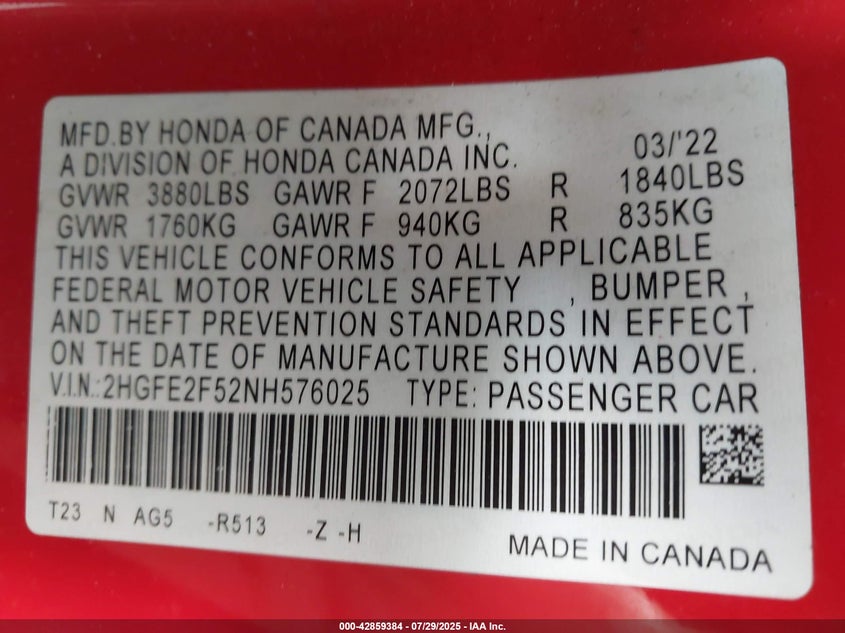 MFD.BY HONDA OF CANADA MFG.,
A DIVISION OF HONDA CANADA INC. 03/'22
GVWR 3880LBS GAWR F 2072LBS R 1840LBS
GVWR 1760KG GAWR F 940KG R 835KG
THIS VEHICLE CONFORMS TO ALL APPLICABLE
FEDERAL MOTOR VEHICLE SAFETY , BUMPER ,
AND THEFT PREVENTION STANDARDS IN EFFECT
ON THE DATE OF MANUFACTURE SHOWN ABOVE.
V.I.N.:2HGFE2F52NH576025 TYPE: PASSENGER CAR
T23 N AG5 -R513 -Z -H
MADE IN CANADA
000-42859384 | 07/29/2025 - IAA Inc.